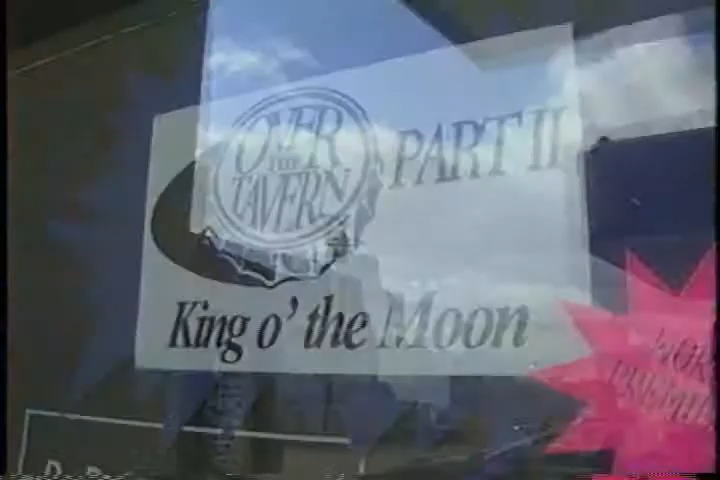 OVER
THE
TAVERN
PART II
King o' the Moon